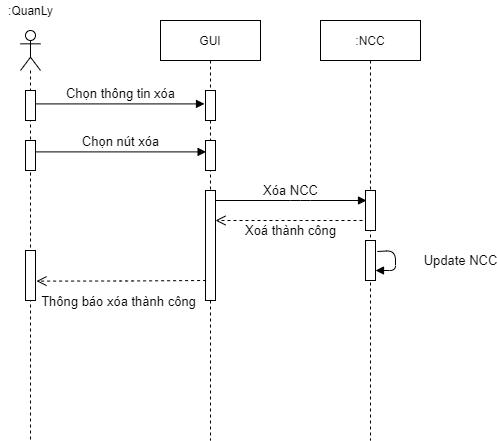 :QuanLy
GUI
:NCC
Chọn thông tin xóa
Chọn nút xóa
Xóa NCC
Xoá thành công
Update NCC
Thông báo xóa thành công